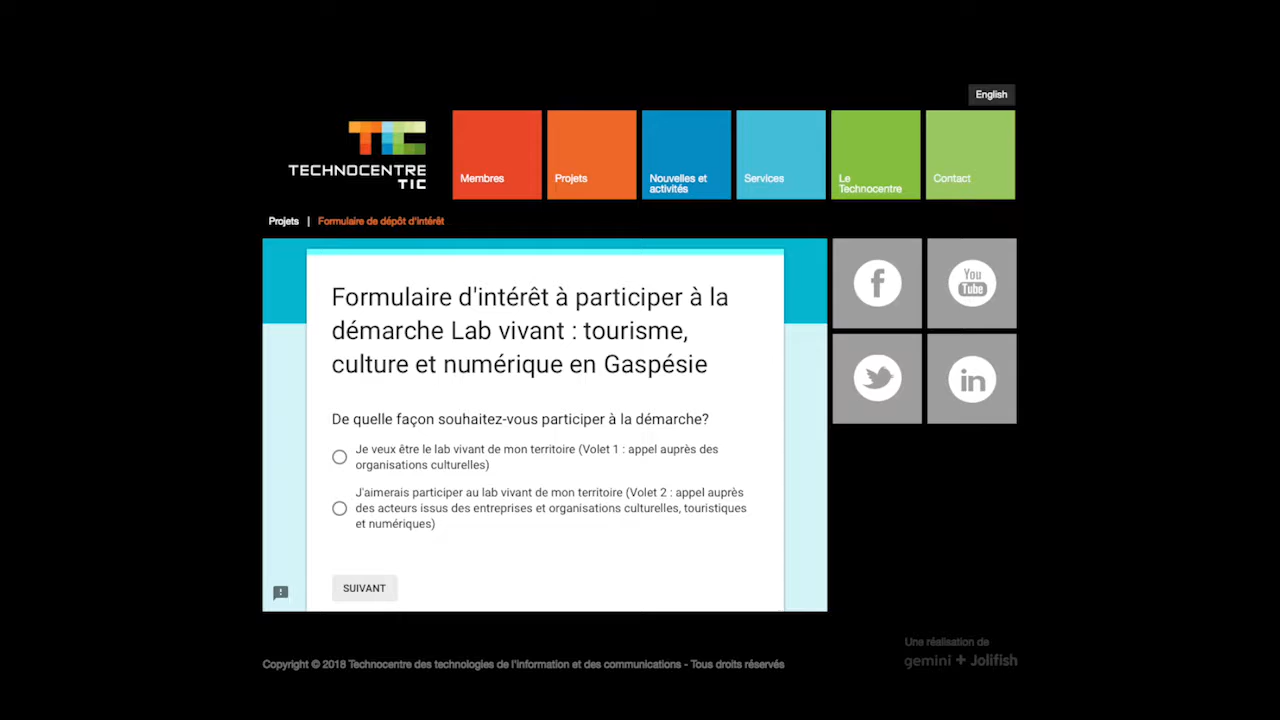 English
TIC
TECHNOCENTRE
TIC
Membres
Projets
Nouvelles et
activités
Services
Le
Technocentre
Contact
Projets | Formulaire de dépôt d'intérêt
Formulaire d'intérêt à participer à la
démarche Lab vivant : tourisme,
culture et numérique en Gaspésie
De quelle façon souhaitez-vous participer à la démarche?
Je veux être le lab vivant de mon territoire (Volet 1 : appel auprès des
organisations culturelles)
J'aimerais participer au lab vivant de mon territoire (Volet 2 : appel auprès
des acteurs issus des entreprises et organisations culturelles, touristiques
et numériques)
SUIVANT
f
You
Tube
in
Une réalisation de
gemini + Jolifish
Copyright © 2018 Technocentre des technologies de l'information et des communications - Tous droits réservés